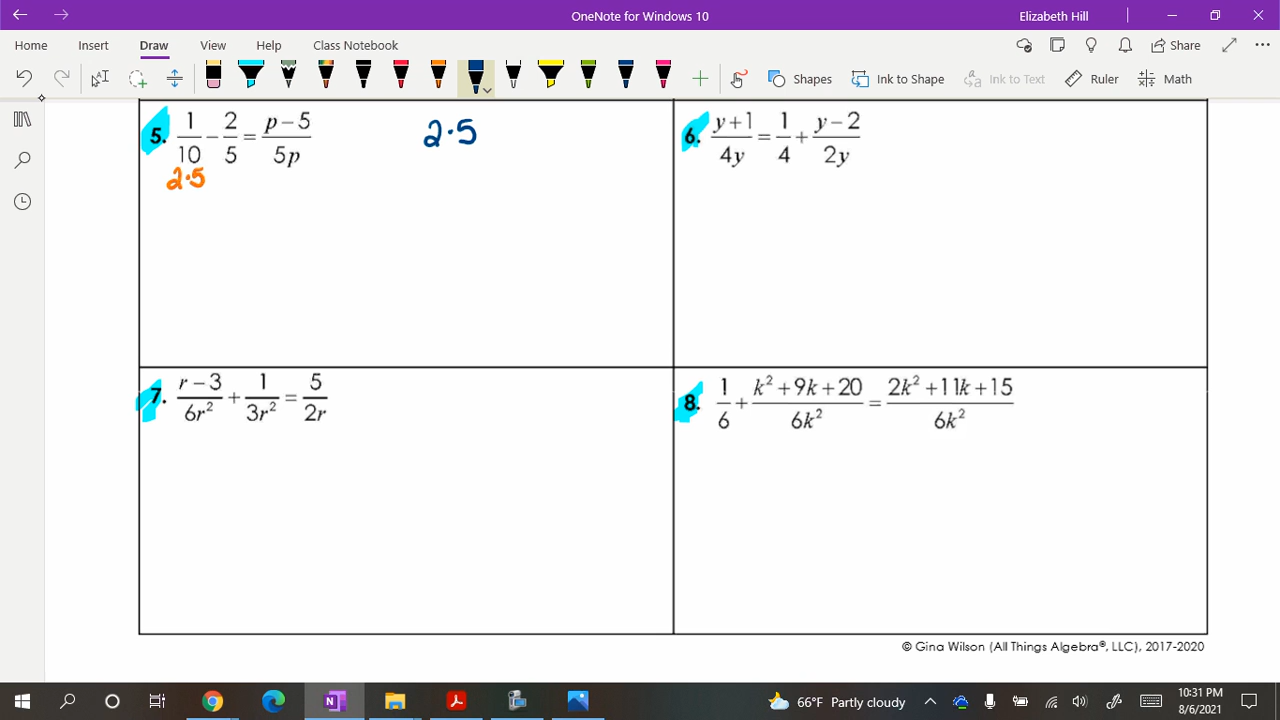 OneNote for Windows 10
Elizabeth Hill
Home Insert Draw View Help Class Notebook
Share
Shapes Ink to Shape Ink to Text Ruler Math
5. 1/10 − 2/5 = (p − 5)/(5p)
2·5
2·5
6. (y + 1)/(4y) = 1/4 + (y − 2)/(2y)
7. (r − 3)/(6r²) + 1/(3r²) = 5/(2r)
8. 1/6 + (k² + 9k + 20)/(6k²) = (2k² + 11k + 15)/(6k²)
© Gina Wilson (All Things Algebra®, LLC), 2017-2020
66°F Partly cloudy
10:31 PM
8/6/2021